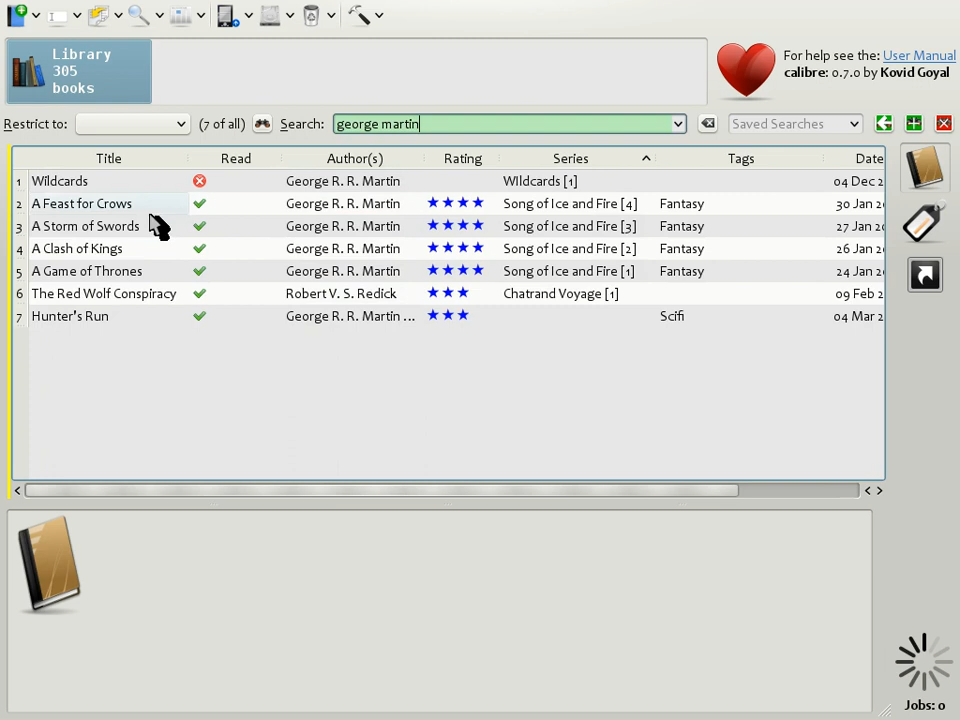 Library
305
books
For help see the: User Manual
calibre: 0.7.0 by Kovid Goyal
Restrict to: (7 of all) Search: george martin Saved Searches
Title Read Author(s) Rating Series Tags Date
1 Wildcards George R. R. Martin WIldcards [1] 04 Dec 2
2 A Feast for Crows George R. R. Martin Song of Ice and Fire [4] Fantasy 30 Jan 20
3 A Storm of Swords George R. R. Martin Song of Ice and Fire [3] Fantasy 27 Jan 20
4 A Clash of Kings George R. R. Martin Song of Ice and Fire [2] Fantasy 26 Jan 20
5 A Game of Thrones George R. R. Martin Song of Ice and Fire [1] Fantasy 24 Jan 20
6 The Red Wolf Conspiracy Robert V. S. Redick Chatrand Voyage [1] 09 Feb 2
7 Hunter's Run George R. R. Martin ... Scifi 04 Mar 2
Jobs: 0